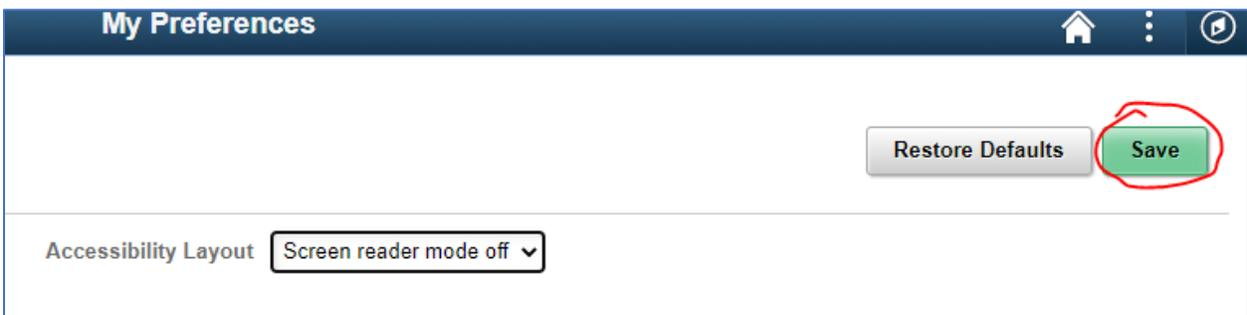 My Preferences
Restore Defaults Save
Accessibility Layout Screen reader mode off